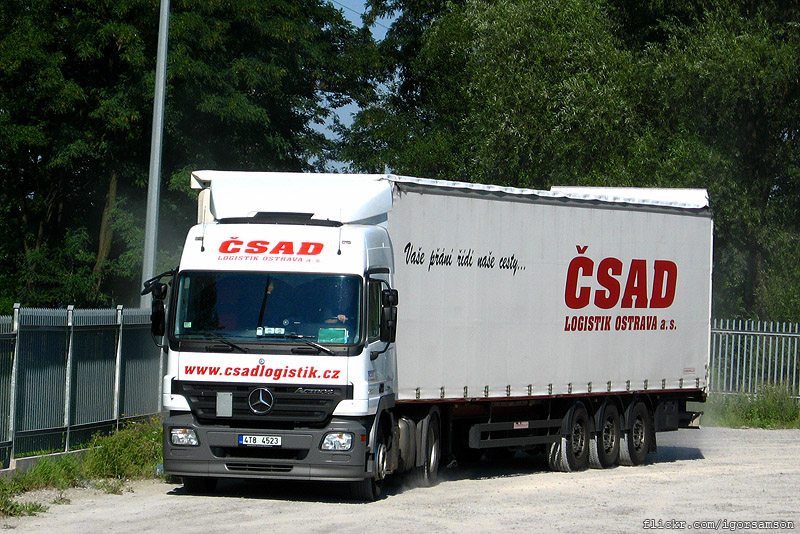 ČSAD
LOGISTIK OSTRAVA a. s.
www.csadlogistik.cz
ACTROS
4T8 4523
Vaše přání řídí naše cesty...
ČSAD
LOGISTIK OSTRAVA a. s.
flickr.com/igorsamson